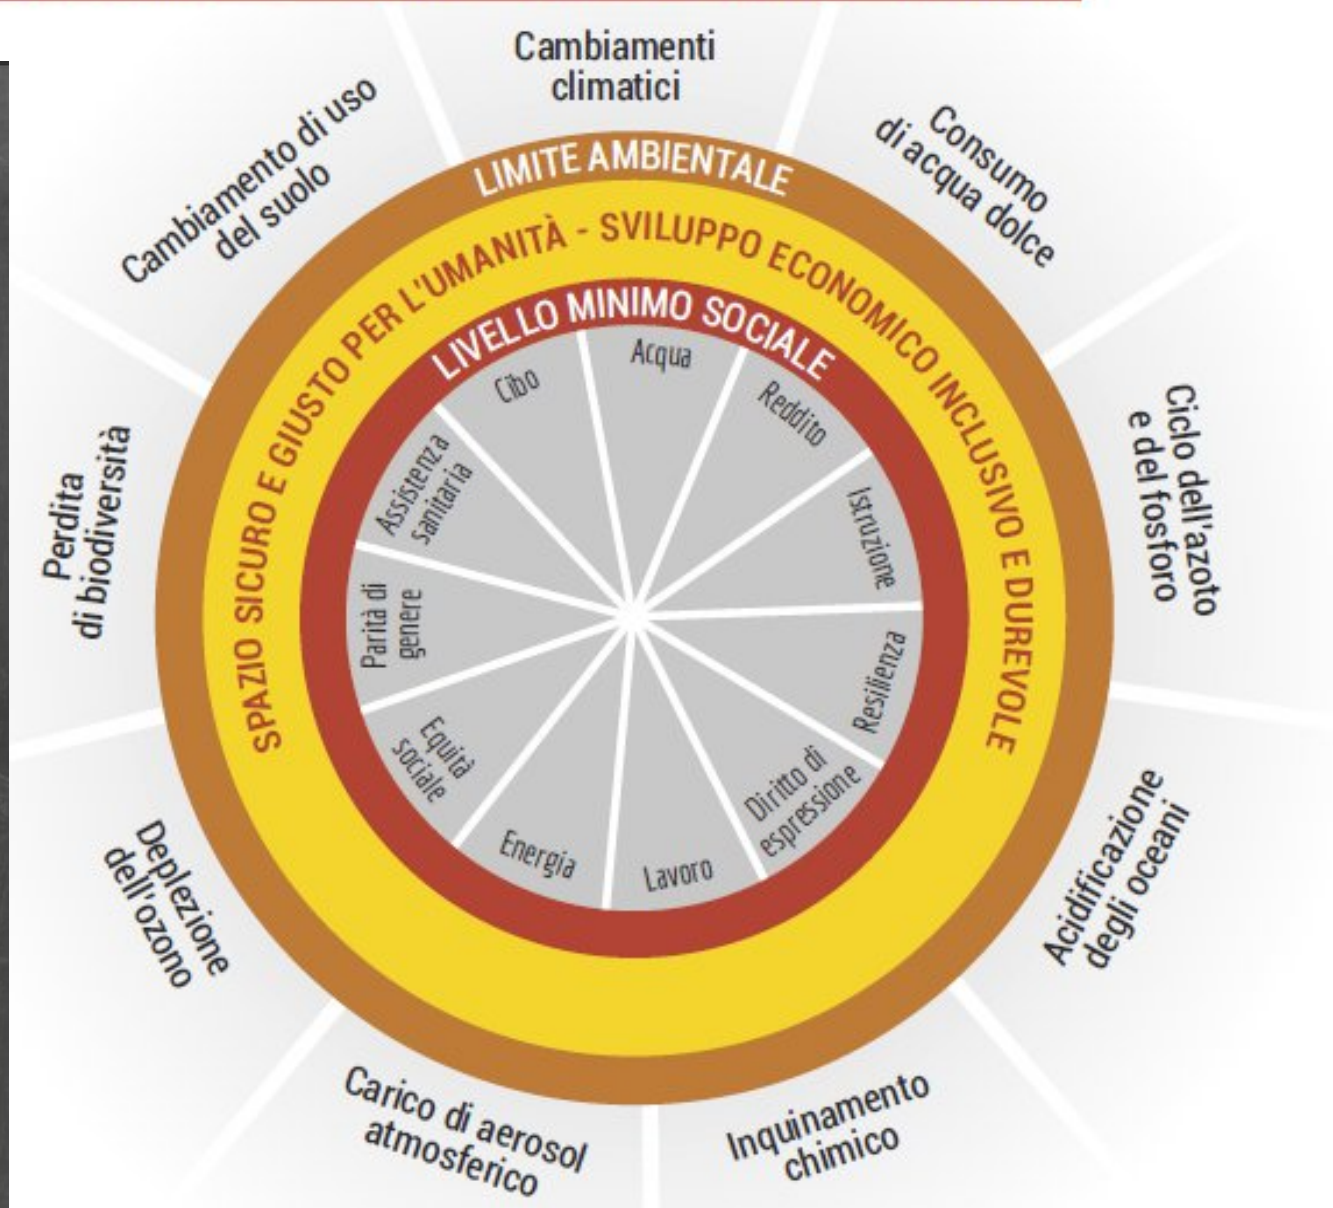 Cambiamenti
climatici
Consumo
di acqua dolce
Ciclo dell'azoto
e del fosforo
Acidificazione
degli oceani
Inquinamento
chimico
Carico di aerosol
atmosferico
Deplezione
dell'ozono
Perdita
di biodiversità
Cambiamento di uso
del suolo
LIMITE AMBIENTALE
SPAZIO SICURO E GIUSTO PER L'UMANITÀ - SVILUPPO ECONOMICO INCLUSIVO E DUREVOLE
LIVELLO MINIMO SOCIALE
Acqua
Reddito
Istruzione
Resilienza
Diritto di
espressione
Lavoro
Energia
Equità
sociale
Parità di
genere
Assistenza
sanitaria
Cibo